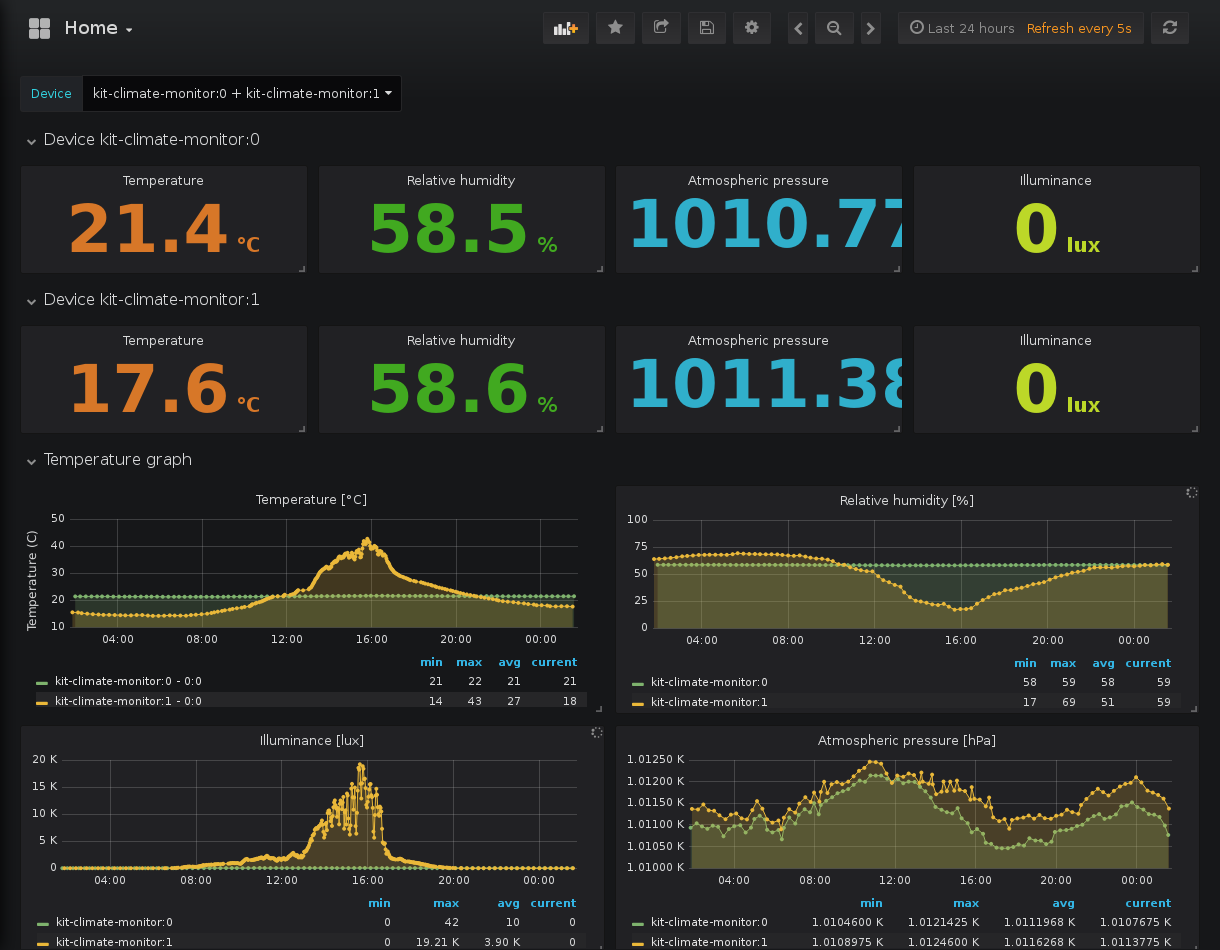 Home
Last 24 hours Refresh every 5s
Device kit-climate-monitor:0 + kit-climate-monitor:1
Device kit-climate-monitor:0
Temperature Relative humidity Atmospheric pressure Illuminance
21.4 °C 58.5 % 1010.77 0 lux
Device kit-climate-monitor:1
Temperature Relative humidity Atmospheric pressure Illuminance
17.6 °C 58.6 % 1011.38 0 lux
Temperature graph
Temperature [°C]
Temperature (C)
50
40
30
20
10
04:00 08:00 12:00 16:00 20:00 00:00
min max avg current
kit-climate-monitor:0 - 0:0 21 22 21 21
kit-climate-monitor:1 - 0:0 14 43 27 18
Relative humidity [%]
100
75
50
25
0
04:00 08:00 12:00 16:00 20:00 00:00
min max avg current
kit-climate-monitor:0 58 59 58 59
kit-climate-monitor:1 17 69 51 59
Illuminance [lux]
20 K
15 K
10 K
5 K
0
04:00 08:00 12:00 16:00 20:00 00:00
min max avg current
kit-climate-monitor:0 0 42 10 0
kit-climate-monitor:1 0 19.21 K 3.90 K 0
Atmospheric pressure [hPa]
1.01250 K
1.01200 K
1.01150 K
1.01100 K
1.01050 K
1.01000 K
04:00 08:00 12:00 16:00 20:00 00:00
min max avg current
kit-climate-monitor:0 1.0104600 K 1.0121425 K 1.0111968 K 1.0107675 K
kit-climate-monitor:1 1.0108975 K 1.0124600 K 1.0116268 K 1.0113775 K